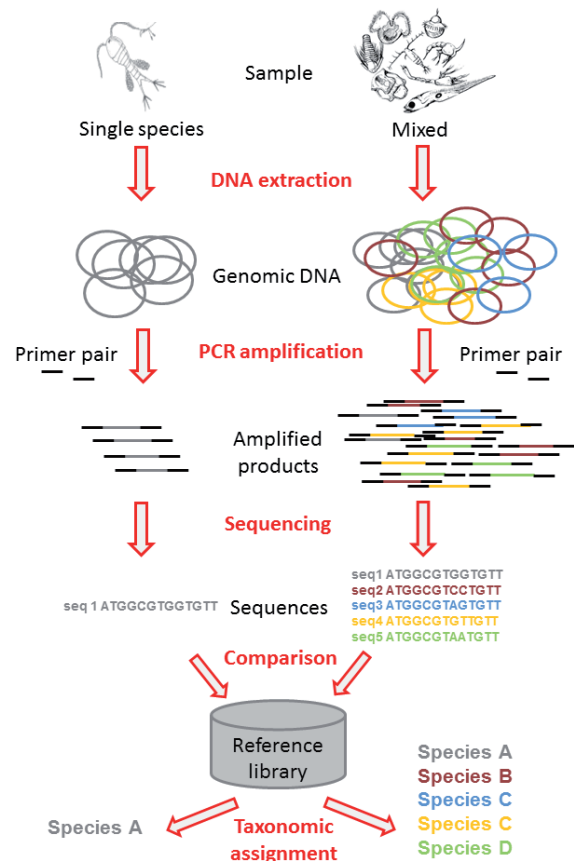 Sample
Single species
Mixed
DNA extraction
Genomic DNA
Primer pair
PCR amplification
Primer pair
Amplified
products
Sequencing
seq1 ATGGCGTGGTGTT
seq2 ATGGCGTCCTGTT
seq 1 ATGGCGTGGTGTT
Sequences
seq3 ATGGCGTAGTGTT
seq4 ATGGCGTGTTGTT
seq5 ATGGCGTAATGTT
Comparison
Reference
library
Species A
Species B
Species C
Species C
Species D
Species A
Taxonomic
assignment